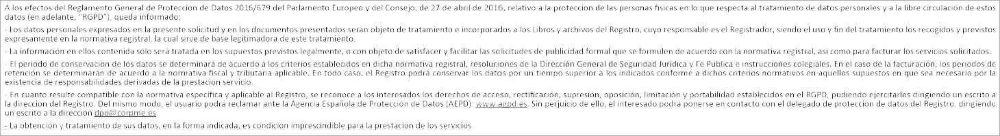 A los efectos del Reglamento General de Protección de Datos 2016/679 del Parlamento Europeo y del Consejo, de 27 de abril de 2016, relativo a la protección de las personas físicas en lo que respecta al tratamiento de datos personales y a la libre circulación de estos
datos (en adelante, “RGPD”), queda informado:
- Los datos personales expresados en la presente solicitud y en los documentos presentados serán objeto de tratamiento e incorporados a los Libros y archivos del Registro, cuyo responsable es el Registrador, siendo el uso y fin del tratamiento los recogidos y previstos
expresamente en la normativa registral, la cual sirve de base legitimadora de este tratamiento.
- La información en ellos contenida sólo será tratada en los supuestos previstos legalmente, o con objeto de satisfacer y facilitar las solicitudes de publicidad formal que se formulen de acuerdo con la normativa registral, así como para facturar los servicios solicitados.
- El periodo de conservación de los datos se determinará de acuerdo a los criterios establecidos en dicha normativa registral, resoluciones de la Dirección General de Seguridad Jurídica y Fe Pública e instrucciones colegiales. En el caso de la facturación, los periodos de
retención se determinarán de acuerdo a la normativa fiscal y tributaria aplicable. En todo caso, el Registro podrá conservar los datos por un tiempo superior a los indicados conforme a dichos criterios normativos en aquellos supuestos en que sea necesario por la
existencia de responsabilidades derivadas de la prestación servicio.
- En cuanto resulte compatible con la normativa específica y aplicable al Registro, se reconoce a los interesados los derechos de acceso, rectificación, supresión, oposición, limitación y portabilidad establecidos en el RGPD, pudiendo ejercitarlos dirigiendo un escrito a
la dirección del Registro. Del mismo modo, el usuario podrá reclamar ante la Agencia Española de Protección de Datos (AEPD): www.agpd.es. Sin perjuicio de ello, el interesado podrá ponerse en contacto con el delegado de protección de datos del Registro, dirigiendo
un escrito a la dirección dpo@corpme.es
- La obtención y tratamiento de sus datos, en la forma indicada, es condición imprescindible para la prestación de los servicios.